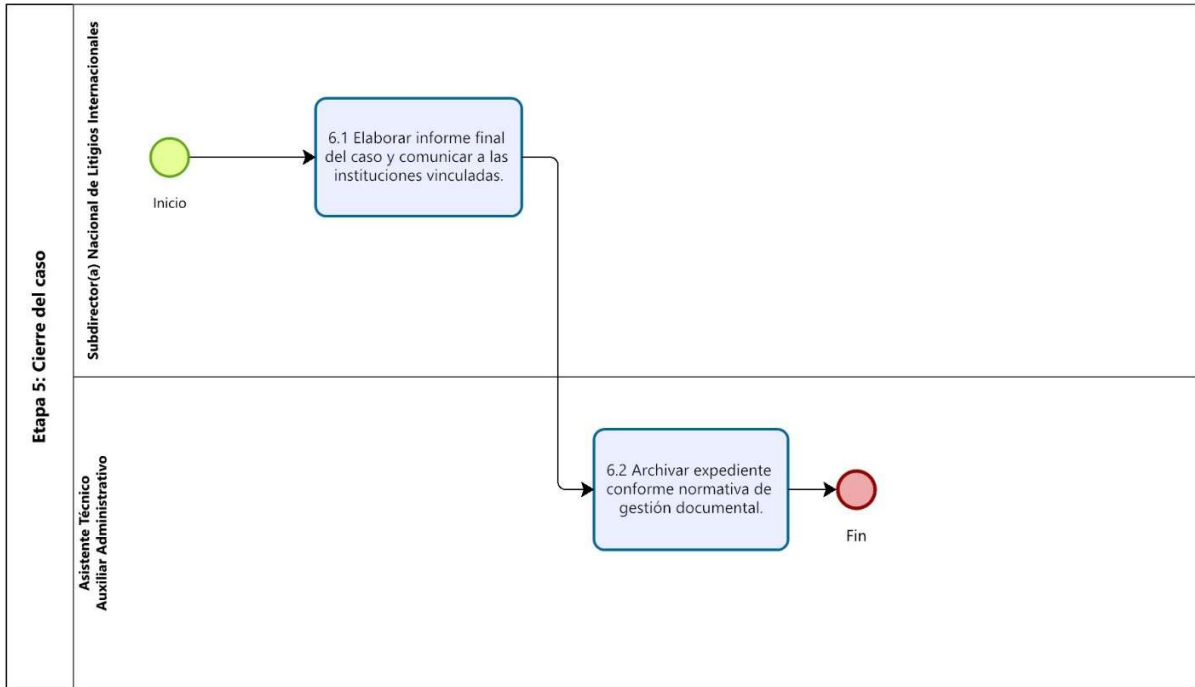 Etapa 5: Cierre del caso
Subdirector(a) Nacional de Litigios Internacionales
Inicio
6.1 Elaborar informe final
del caso y comunicar a las
instituciones vinculadas.
Asistente Técnico
Auxiliar Administrativo
6.2 Archivar expediente
conforme normativa de
gestión documental.
Fin